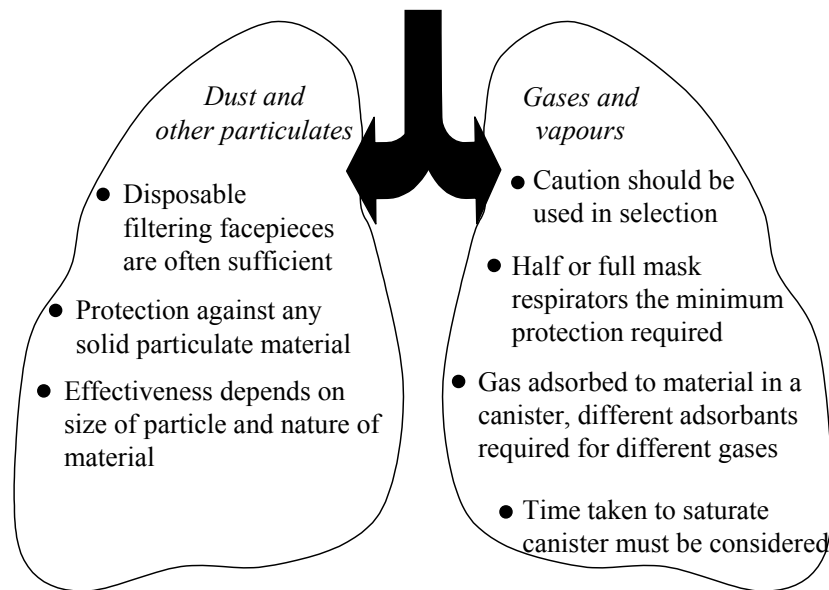 Dust and
other particulates
● Disposable
filtering facepieces
are often sufficient
● Protection against any
solid particulate material
● Effectiveness depends on
size of particle and nature of
material
Gases and
vapours
● Caution should be
used in selection
● Half or full mask
respirators the minimum
protection required
● Gas adsorbed to material in a
canister, different adsorbants
required for different gases
● Time taken to saturate
canister must be considered